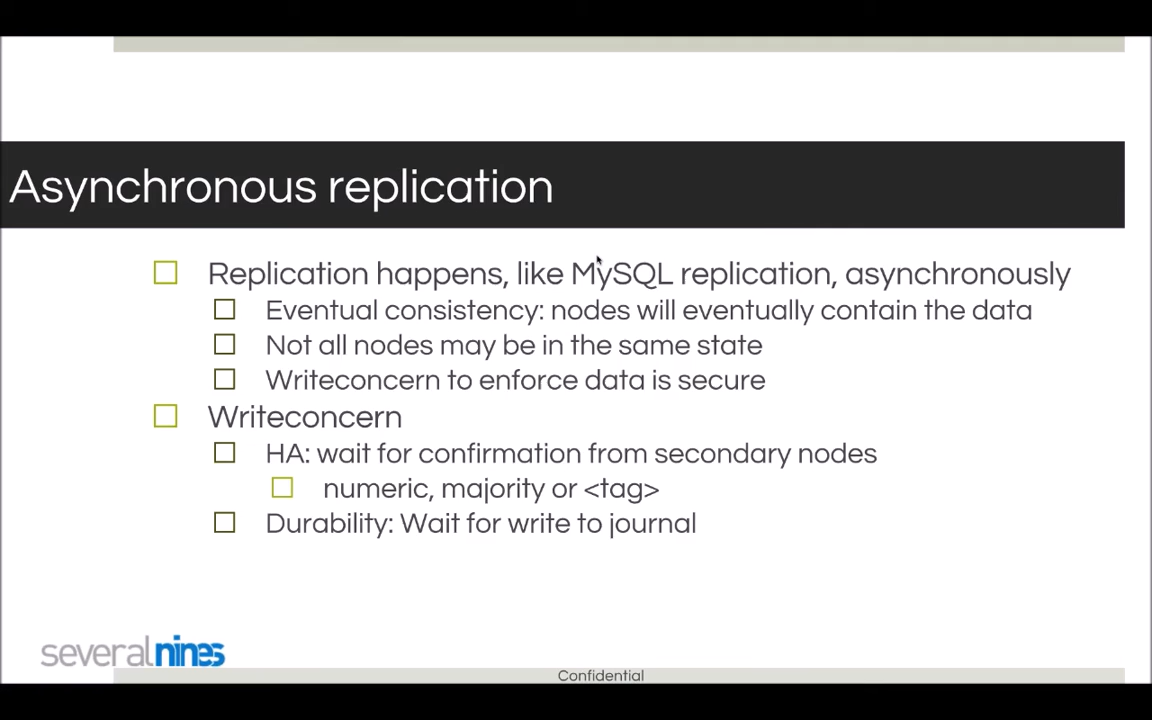 Asynchronous replication
Replication happens, like MySQL replication, asynchronously
Eventual consistency: nodes will eventually contain the data
Not all nodes may be in the same state
Writeconcern to enforce data is secure
Writeconcern
HA: wait for confirmation from secondary nodes
numeric, majority or <tag>
Durability: Wait for write to journal
severalnines
Confidential